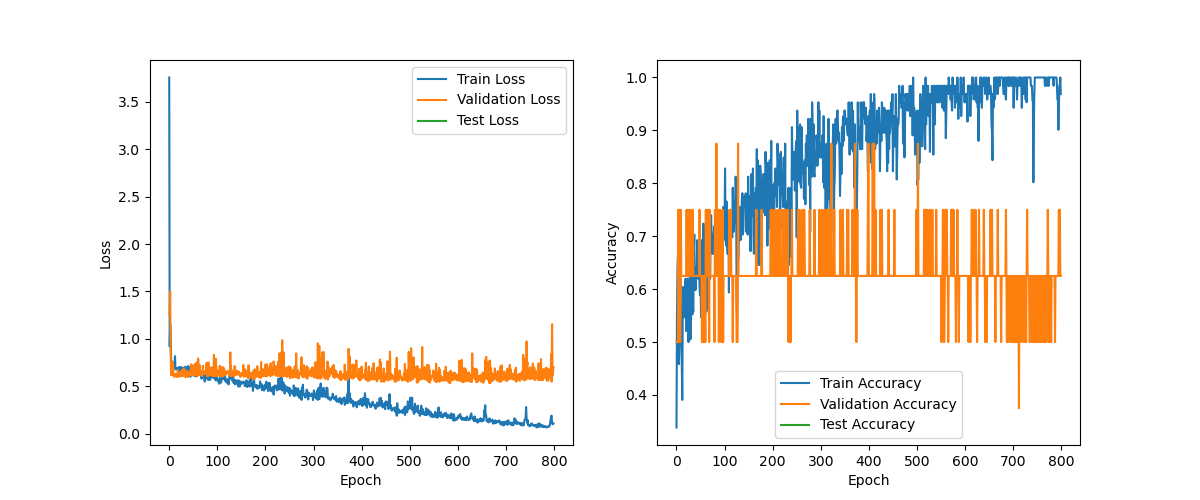 Train Loss
Validation Loss
Test Loss
3.5
3.0
2.5
2.0
1.5
1.0
0.5
0.0
Loss
0 100 200 300 400 500 600 700 800
Epoch
1.0
0.9
0.8
0.7
0.6
0.5
0.4
Accuracy
Train Accuracy
Validation Accuracy
Test Accuracy
0 100 200 300 400 500 600 700 800
Epoch